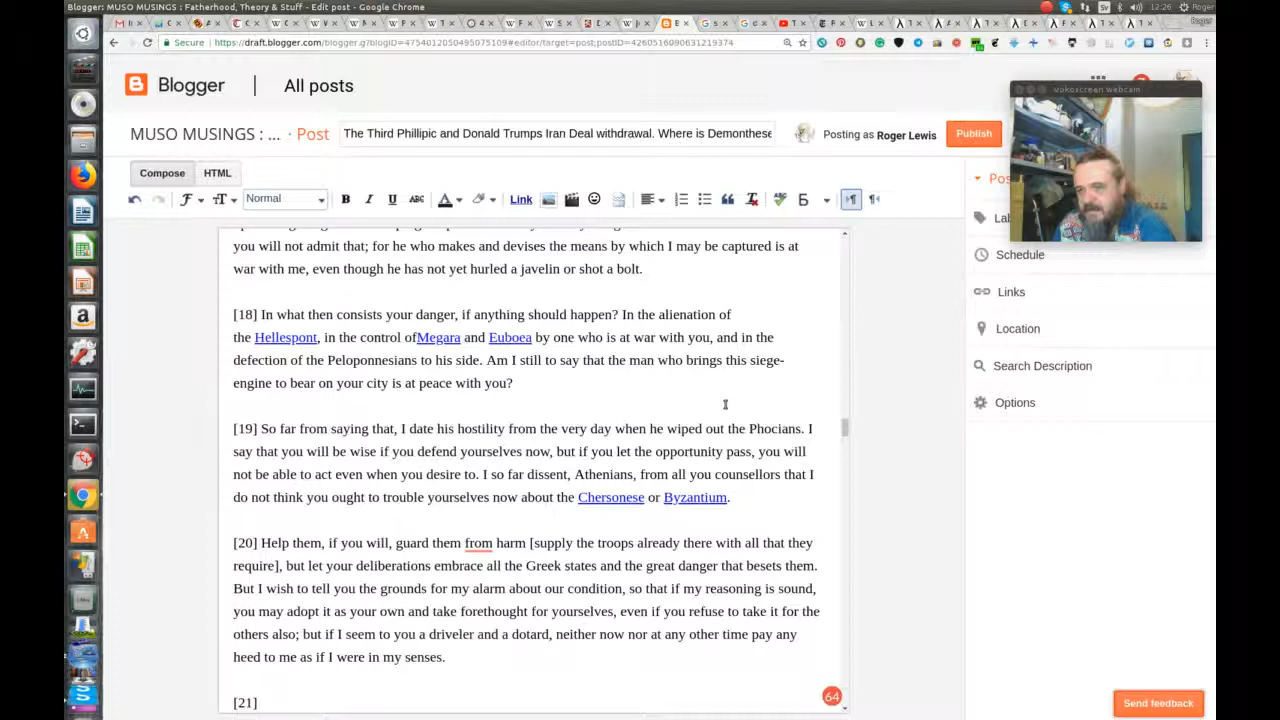 Blogger: MUSO MUSINGS : Fatherhood, Theory & Stuff - Edit post - Google Chrome
Sv
12:26
Roger
Secure
https://draft.blogger.com/blogger.g?blogID=4754012050495075109#editor/target=post;postID=4260516090631219374
Blogger
All posts
vokoscreen webcam
MUSO MUSINGS : ... · Post
The Third Phillipic and Donald Trumps Iran Deal withdrawal. Where is Demonthese
Posting as Roger Lewis
Publish
Compose
HTML
Normal
B
I
U
ABC
Link
you will not admit that; for he who makes and devises the means by which I may be captured is at
war with me, even though he has not yet hurled a javelin or shot a bolt.
[18] In what then consists your danger, if anything should happen? In the alienation of
the Hellespont, in the control ofMegara and Euboea by one who is at war with you, and in the
defection of the Peloponnesians to his side. Am I still to say that the man who brings this siege-
engine to bear on your city is at peace with you?
[19] So far from saying that, I date his hostility from the very day when he wiped out the Phocians. I
say that you will be wise if you defend yourselves now, but if you let the opportunity pass, you will
not be able to act even when you desire to. I so far dissent, Athenians, from all you counsellors that I
do not think you ought to trouble yourselves now about the Chersonese or Byzantium.
[20] Help them, if you will, guard them from harm [supply the troops already there with all that they
require], but let your deliberations embrace all the Greek states and the great danger that besets them.
But I wish to tell you the grounds for my alarm about our condition, so that if my reasoning is sound,
you may adopt it as your own and take forethought for yourselves, even if you refuse to take it for the
others also; but if I seem to you a driveler and a dotard, neither now nor at any other time pay any
heed to me as if I were in my senses.
[21]
64
Schedule
Links
Location
Search Description
Options
Send feedback